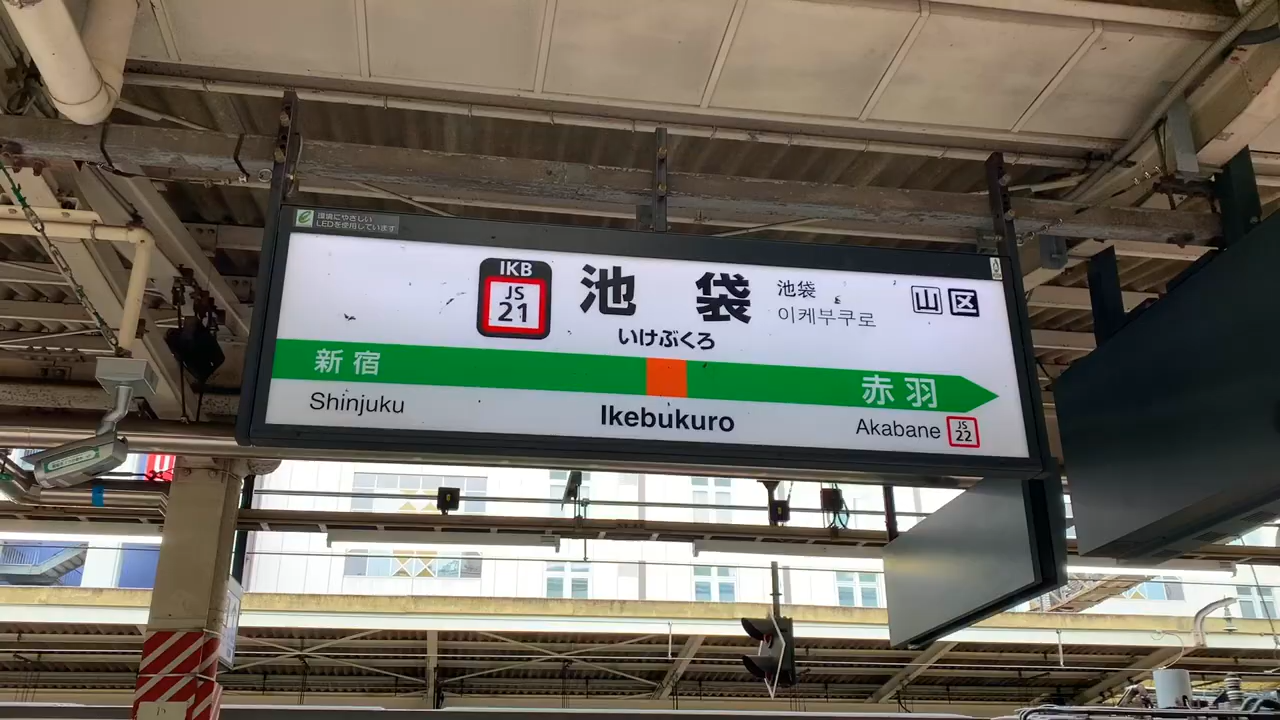 環境にやさしい
LEDを使用しています
IKB
JS
21
池袋
池袋
이케부쿠로
山 区
いけぶくろ
新宿
赤羽
Shinjuku
Ikebukuro
Akabane
JS
22